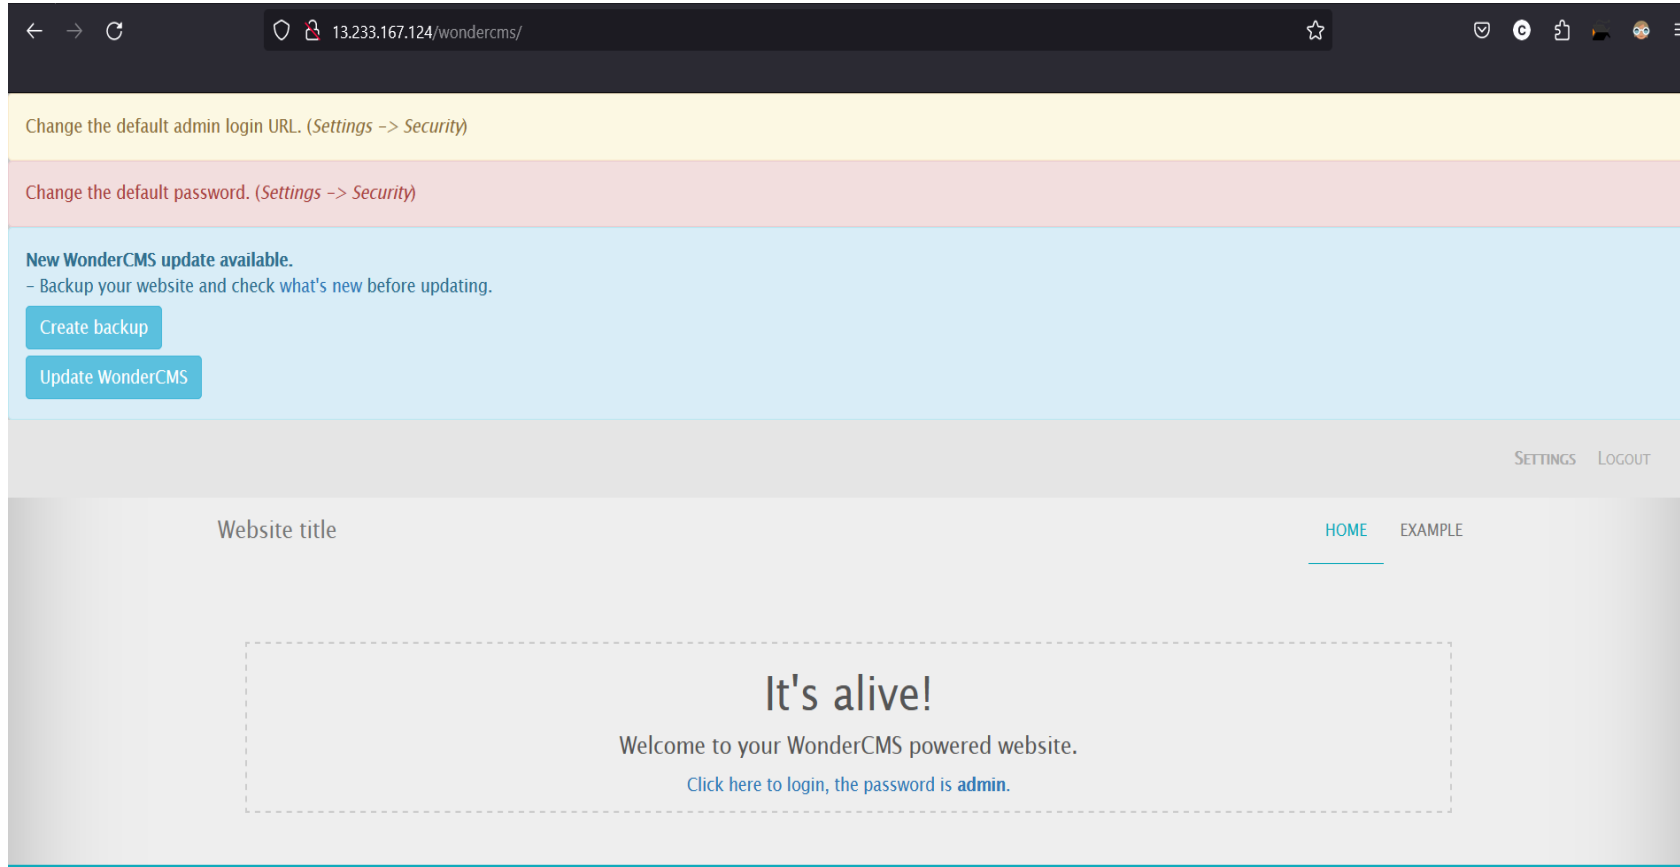 13.233.167.124/wondercms/
Change the default admin login URL. (Settings -> Security)
Change the default password. (Settings -> Security)
New WonderCMS update available.
– Backup your website and check what's new before updating.
Create backup
Update WonderCMS
SETTINGS LOGOUT
Website title HOME EXAMPLE
It's alive!
Welcome to your WonderCMS powered website.
Click here to login, the password is admin.